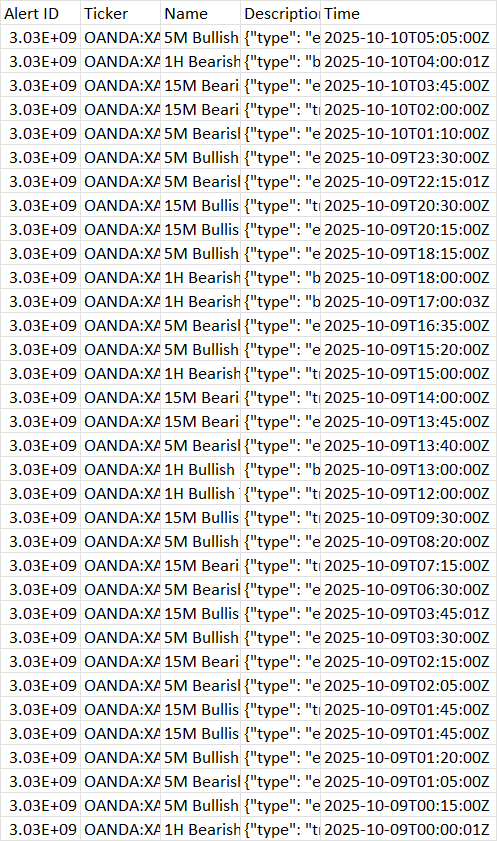 Alert ID Ticker Name Description Time
3.03E+09 OANDA:XA 5M Bullish {"type": "e 2025-10-10T05:05:00Z
3.03E+09 OANDA:XA 1H Bearish {"type": "b 2025-10-10T04:00:01Z
3.03E+09 OANDA:XA 15M Beari {"type": "e 2025-10-10T03:45:00Z
3.03E+09 OANDA:XA 15M Beari {"type": "tr 2025-10-10T02:00:00Z
3.03E+09 OANDA:XA 5M Bearish {"type": "e 2025-10-10T01:10:00Z
3.03E+09 OANDA:XA 5M Bullish {"type": "e 2025-10-09T23:30:00Z
3.03E+09 OANDA:XA 5M Bearish {"type": "e 2025-10-09T22:15:01Z
3.03E+09 OANDA:XA 15M Bullis {"type": "tr 2025-10-09T20:30:00Z
3.03E+09 OANDA:XA 15M Bullis {"type": "e 2025-10-09T20:15:00Z
3.03E+09 OANDA:XA 5M Bullish {"type": "e 2025-10-09T18:15:00Z
3.03E+09 OANDA:XA 1H Bearish {"type": "b 2025-10-09T18:00:00Z
3.03E+09 OANDA:XA 1H Bearish {"type": "b 2025-10-09T17:00:03Z
3.03E+09 OANDA:XA 5M Bearish {"type": "e 2025-10-09T16:35:00Z
3.03E+09 OANDA:XA 5M Bullish {"type": "e 2025-10-09T15:20:00Z
3.03E+09 OANDA:XA 1H Bearish {"type": "tr 2025-10-09T15:00:00Z
3.03E+09 OANDA:XA 15M Beari {"type": "tr 2025-10-09T14:00:00Z
3.03E+09 OANDA:XA 15M Beari {"type": "e 2025-10-09T13:45:00Z
3.03E+09 OANDA:XA 5M Bearish {"type": "e 2025-10-09T13:40:00Z
3.03E+09 OANDA:XA 1H Bullish {"type": "b 2025-10-09T13:00:00Z
3.03E+09 OANDA:XA 1H Bullish {"type": "tr 2025-10-09T12:00:00Z
3.03E+09 OANDA:XA 15M Bullis {"type": "tr 2025-10-09T09:30:00Z
3.03E+09 OANDA:XA 5M Bullish {"type": "e 2025-10-09T08:20:00Z
3.03E+09 OANDA:XA 15M Beari {"type": "tr 2025-10-09T07:15:00Z
3.03E+09 OANDA:XA 5M Bearish {"type": "e 2025-10-09T06:30:00Z
3.03E+09 OANDA:XA 15M Bullis {"type": "e 2025-10-09T03:45:01Z
3.03E+09 OANDA:XA 5M Bullish {"type": "e 2025-10-09T03:30:00Z
3.03E+09 OANDA:XA 15M Beari {"type": "tr 2025-10-09T02:15:00Z
3.03E+09 OANDA:XA 5M Bearish {"type": "e 2025-10-09T02:05:00Z
3.03E+09 OANDA:XA 15M Bullis {"type": "tr 2025-10-09T01:45:00Z
3.03E+09 OANDA:XA 15M Bullis {"type": "e 2025-10-09T01:45:00Z
3.03E+09 OANDA:XA 5M Bullish {"type": "e 2025-10-09T01:20:00Z
3.03E+09 OANDA:XA 5M Bearish {"type": "e 2025-10-09T01:05:00Z
3.03E+09 OANDA:XA 5M Bullish {"type": "e 2025-10-09T00:15:00Z
3.03E+09 OANDA:XA 1H Bearish {"type": "tr 2025-10-09T00:00:01Z